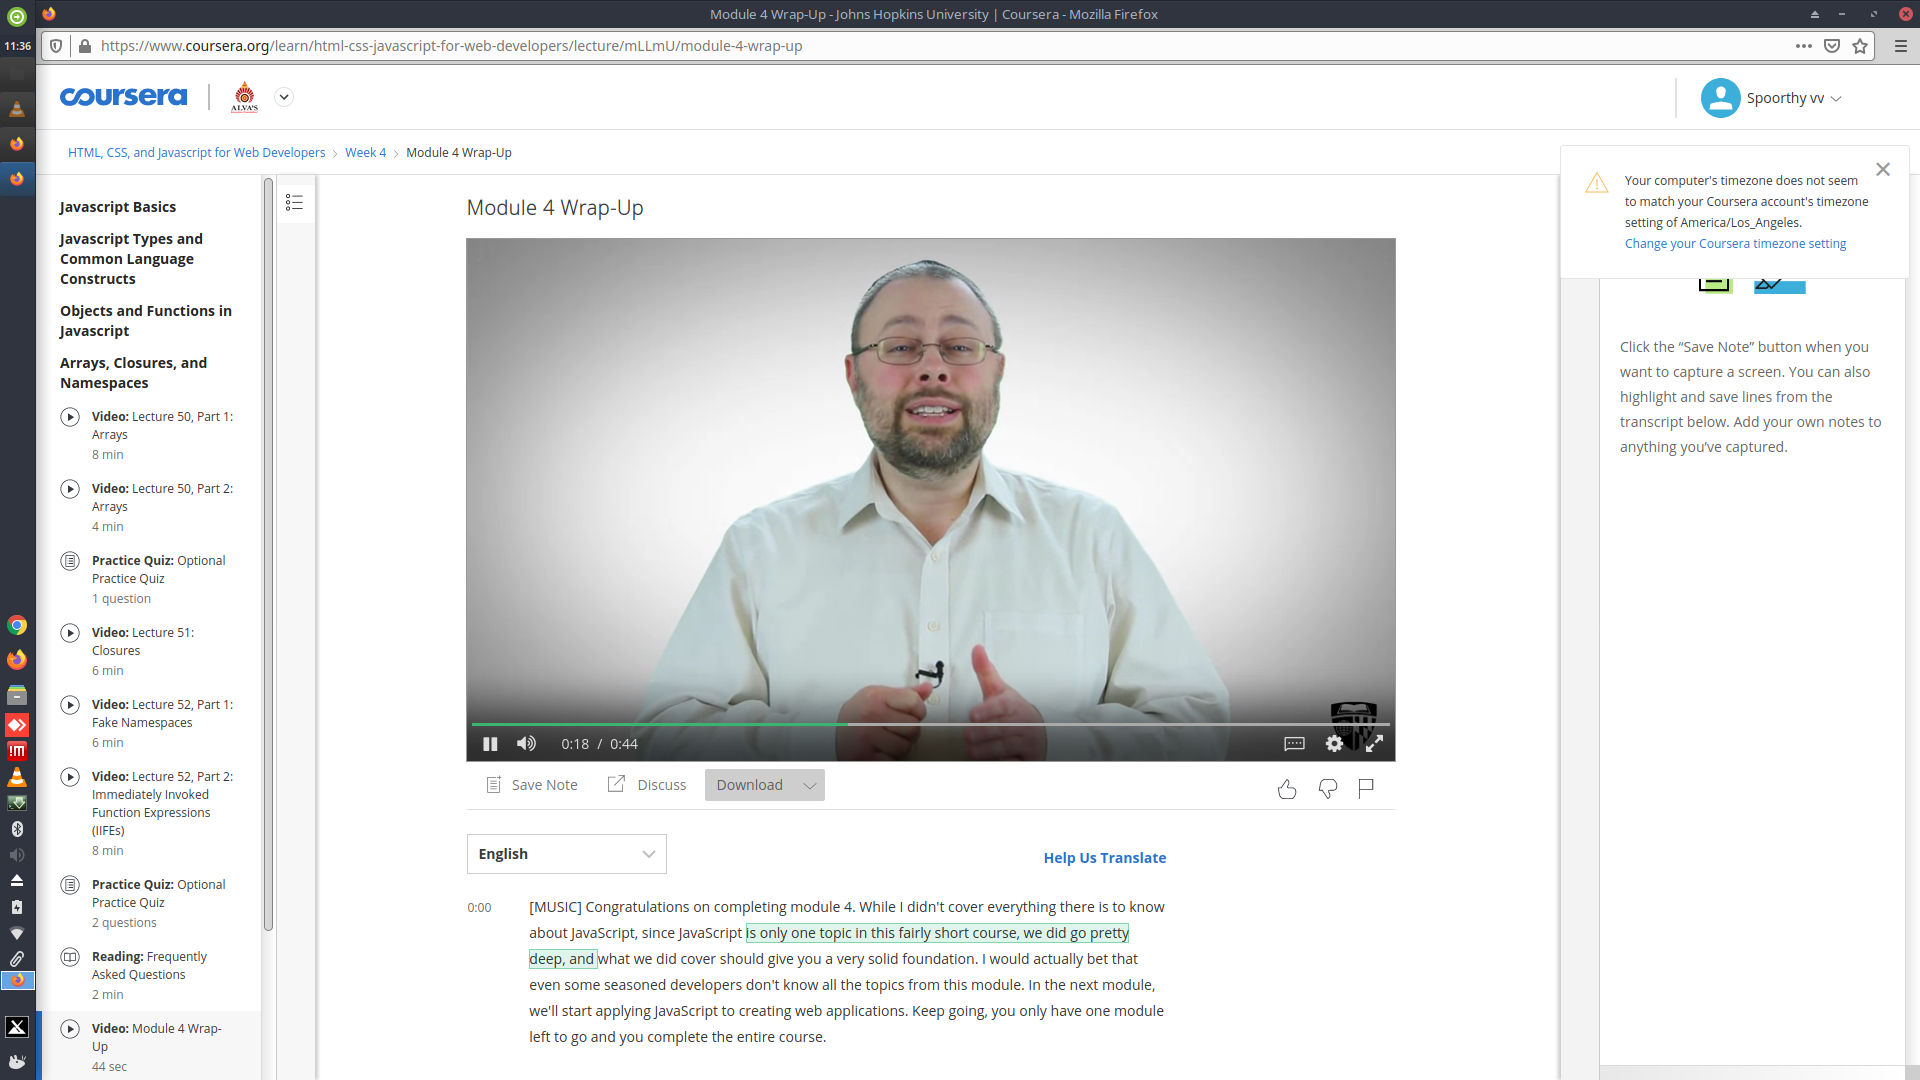 Module 4 Wrap-Up - Johns Hopkins University | Coursera - Mozilla Firefox
11:36
https://www.coursera.org/learn/html-css-javascript-for-web-developers/lecture/mLLmU/module-4-wrap-up
coursera
ALVA'S
Spoorthy vv
HTML, CSS, and Javascript for Web Developers
Week 4
Module 4 Wrap-Up
Your computer's timezone does not seem
to match your Coursera account's timezone
setting of America/Los_Angeles.
Change your Coursera timezone setting
Javascript Basics
Javascript Types and
Common Language
Constructs
Objects and Functions in
Javascript
Arrays, Closures, and
Namespaces
Video: Lecture 50, Part 1:
Arrays
8 min
Video: Lecture 50, Part 2:
Arrays
4 min
Practice Quiz: Optional
Practice Quiz
1 question
Video: Lecture 51:
Closures
6 min
Video: Lecture 52, Part 1:
Fake Namespaces
6 min
Video: Lecture 52, Part 2:
Immediately Invoked
Function Expressions
(IIFEs)
8 min
Practice Quiz: Optional
Practice Quiz
2 questions
Reading: Frequently
Asked Questions
2 min
Video: Module 4 Wrap-
Up
44 sec
Module 4 Wrap-Up
0:18 / 0:44
Save Note
Discuss
Download
English
Help Us Translate
0:00
[MUSIC] Congratulations on completing module 4. While I didn't cover everything there is to know
about JavaScript, since JavaScript is only one topic in this fairly short course, we did go pretty
deep, and what we did cover should give you a very solid foundation. I would actually bet that
even some seasoned developers don't know all the topics from this module. In the next module,
we'll start applying JavaScript to creating web applications. Keep going, you only have one module
left to go and you complete the entire course.
Click the “Save Note” button when you
want to capture a screen. You can also
highlight and save lines from the
transcript below. Add your own notes to
anything you’ve captured.